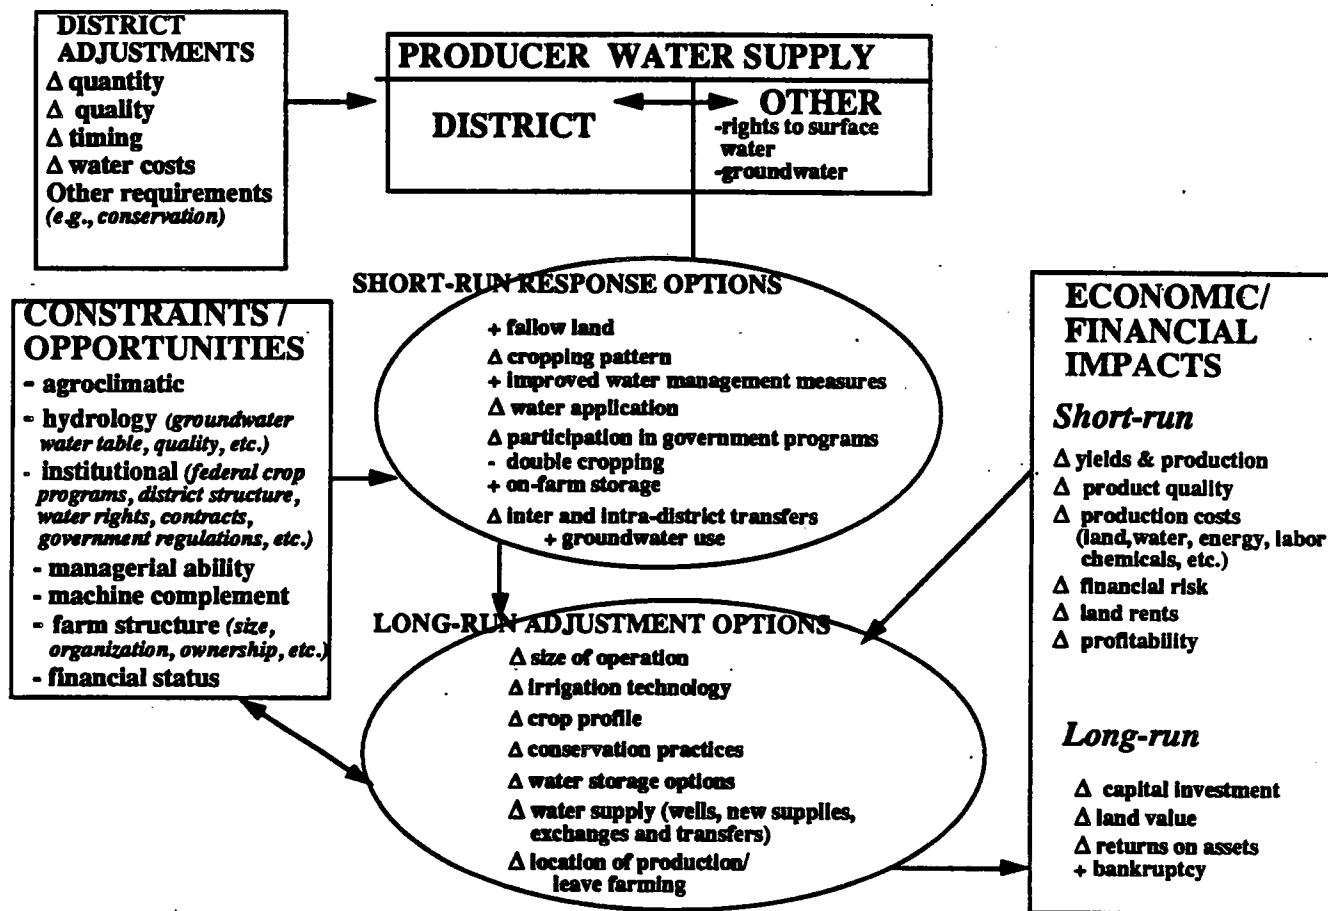 DISTRICT
ADJUSTMENTS
Δ quantity
Δ quality
Δ timing
Δ water costs
Other requirements
(e.g., conservation)
PRODUCER WATER SUPPLY
DISTRICT
OTHER
-rights to surface
water
-groundwater
CONSTRAINTS /
OPPORTUNITIES
- agroclimatic
- hydrology (groundwater
water table, quality, etc.)
- institutional (federal crop
programs, district structure,
water rights, contracts,
government regulations, etc.)
- managerial ability
- machine complement
- farm structure (size,
organization, ownership, etc.)
- financial status
SHORT-RUN RESPONSE OPTIONS
+ fallow land
Δ cropping pattern
+ improved water management measures
Δ water application
Δ participation in government programs
- double cropping
+ on-farm storage
Δ inter and intra-district transfers
+ groundwater use
LONG-RUN ADJUSTMENT OPTIONS
Δ size of operation
Δ irrigation technology
Δ crop profile
Δ conservation practices
Δ water storage options
Δ water supply (wells, new supplies,
exchanges and transfers)
Δ location of production/
leave farming
ECONOMIC/
FINANCIAL
IMPACTS
Short-run
Δ yields & production
Δ product quality
Δ production costs
(land,water, energy, labor
chemicals, etc.)
Δ financial risk
Δ land rents
Δ profitability
Long-run
Δ capital investment
Δ land value
Δ returns on assets
+ bankruptcy